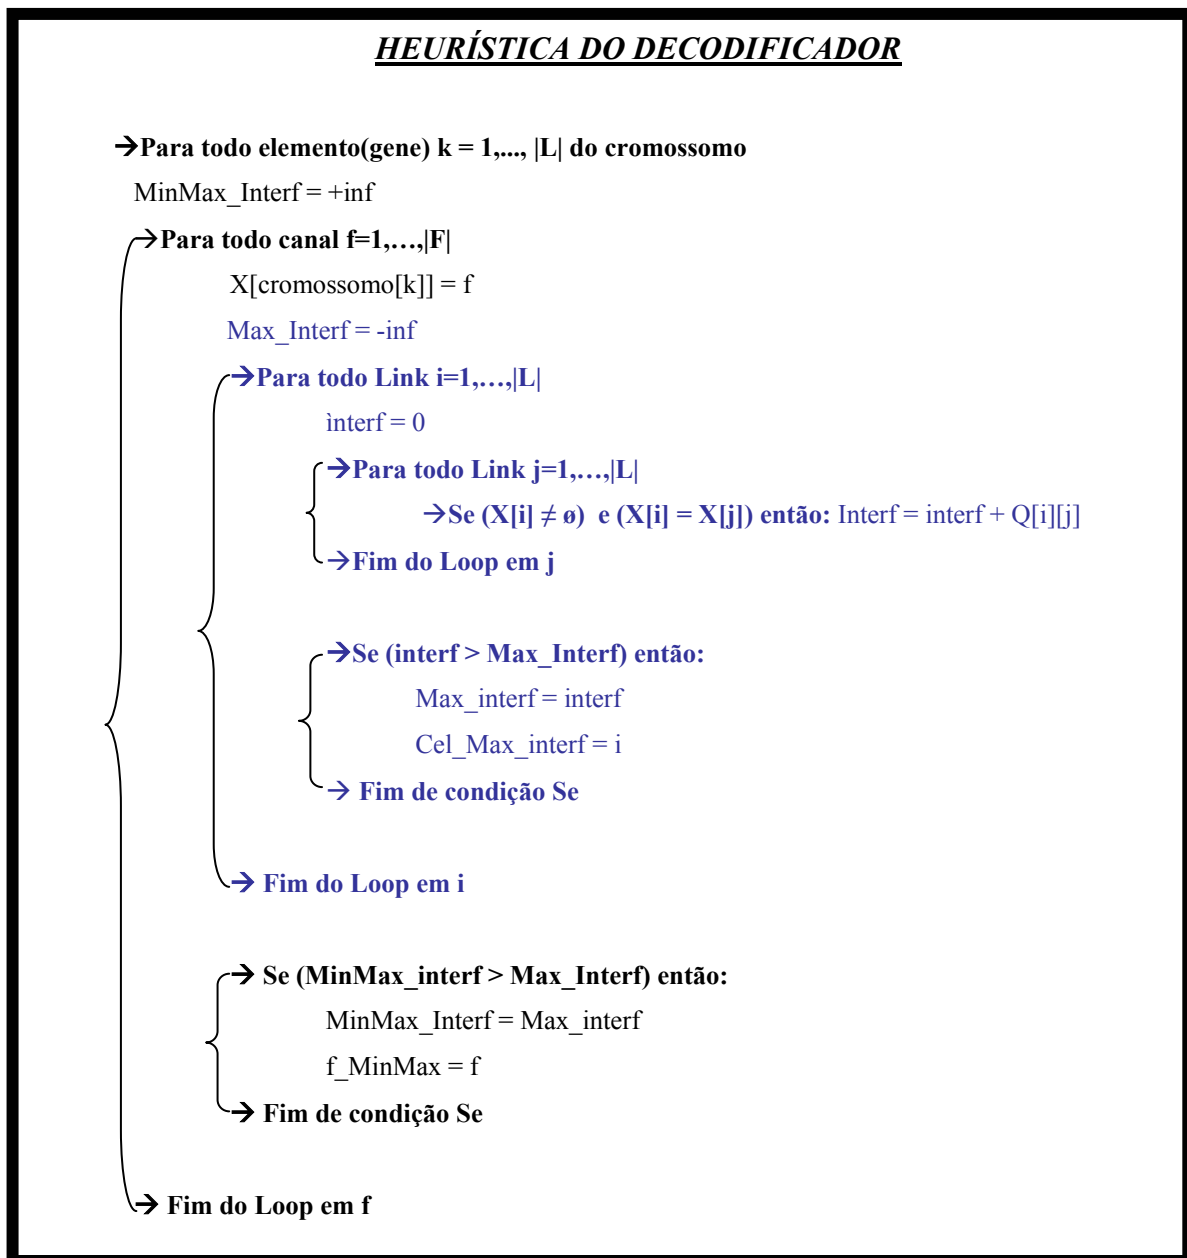 HEURÍSTICA DO DECODIFICADOR
→Para todo elemento(gene) k = 1,..., |L| do cromossomo
MinMax_Interf = +inf
→Para todo canal f=1,…,|F|
X[cromossomo[k]] = f
Max_Interf = -inf
→Para todo Link i=1,…,|L|
ìnterf = 0
→Para todo Link j=1,…,|L|
→Se (X[i] ≠ ø)  e (X[i] = X[j]) então: Interf = interf + Q[i][j]
→Fim do Loop em j
→Se (interf > Max_Interf) então:
Max_interf = interf
Cel_Max_interf = i
→ Fim de condição Se
→ Fim do Loop em i
→ Se (MinMax_interf > Max_Interf) então:
MinMax_Interf = Max_interf
f_MinMax = f
→ Fim de condição Se
→ Fim do Loop em f